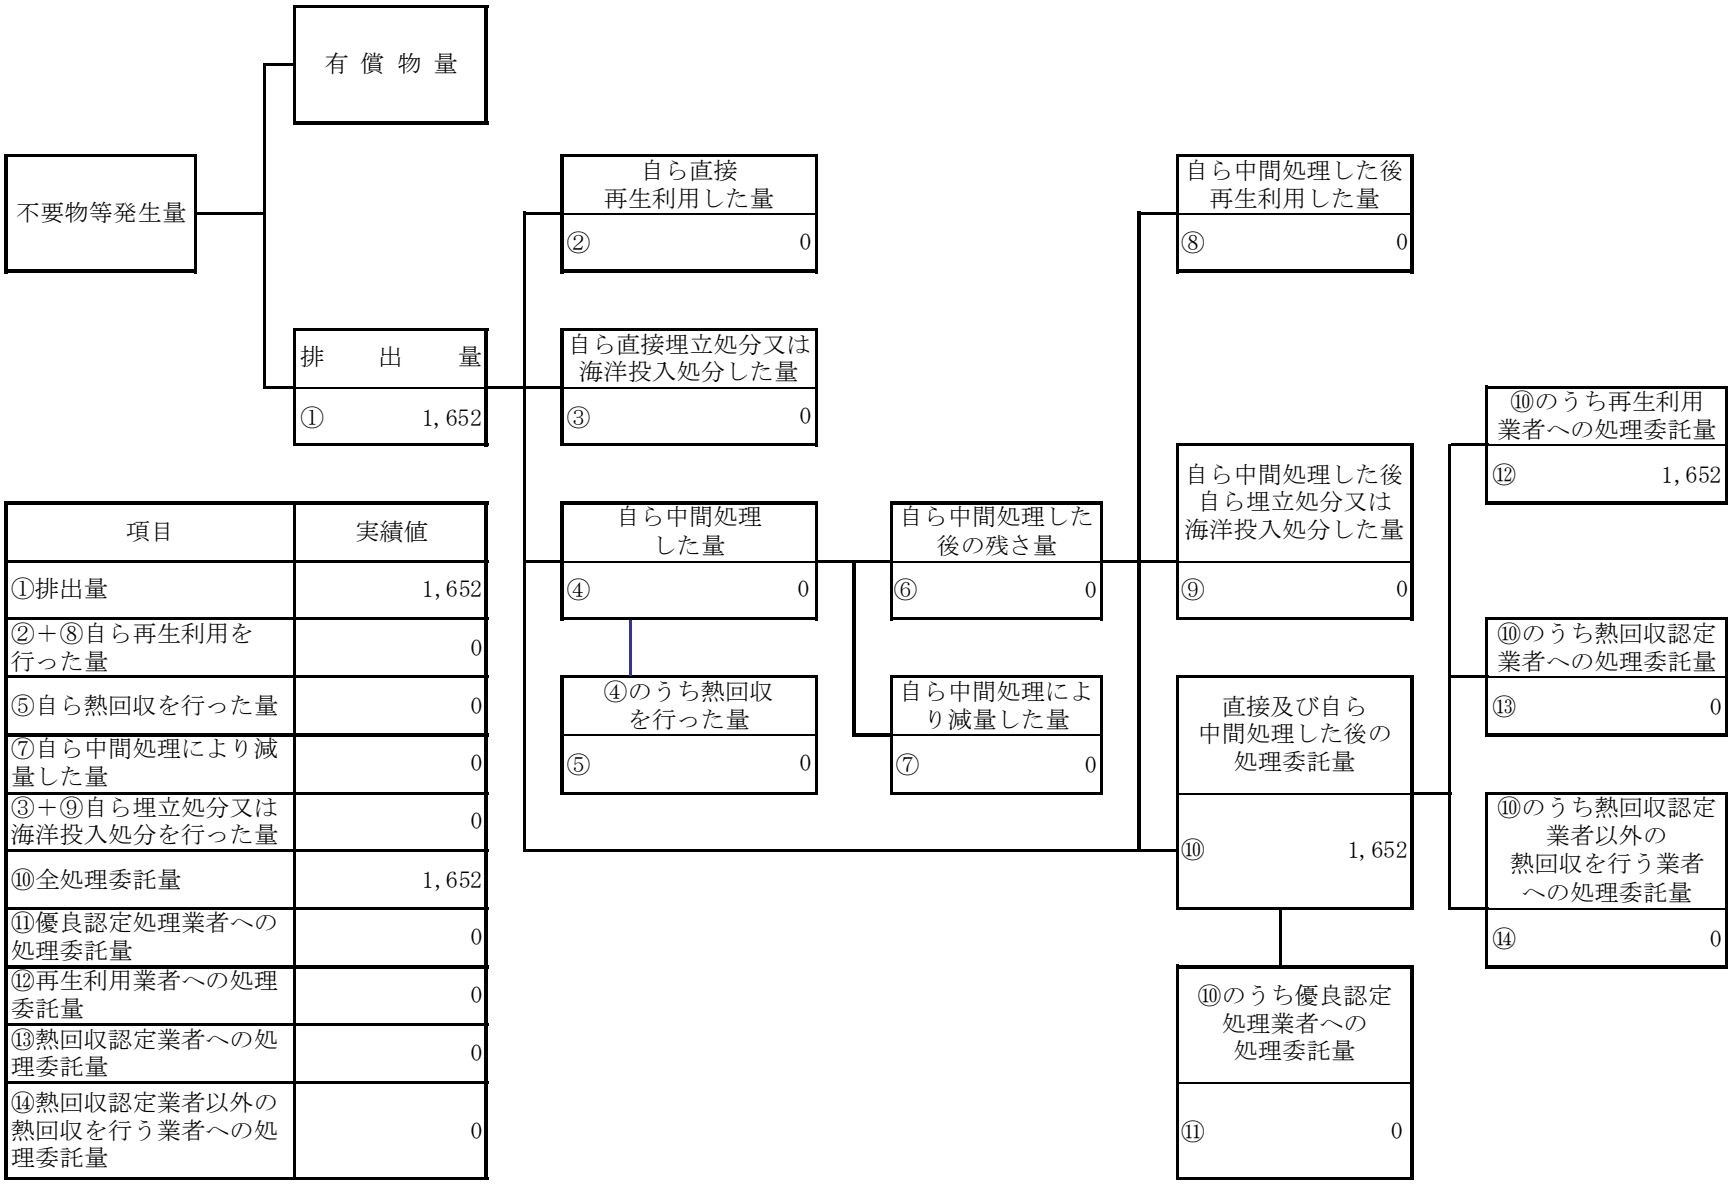 有償物量
不要物等発生量
自ら直接
再生利用した量
② 0
自ら中間処理した後
再生利用した量
⑧ 0
排出量
① 1,652
自ら直接埋立処分又は
海洋投入処分した量
③ 0
⑩のうち再生利用
業者への処理委託量
⑫ 1,652
自ら中間処理した後
自ら埋立処分又は
海洋投入処分した量
⑨ 0
自ら中間処理
した量
④ 0
自ら中間処理した
後の残さ量
⑥ 0
⑩のうち熱回収認定
業者への処理委託量
⑬ 0
④のうち熱回収
を行った量
⑤ 0
自ら中間処理によ
り減量した量
⑦ 0
直接及び自ら
中間処理した後の
処理委託量
⑩ 1,652
⑩のうち熱回収認定
業者以外の
熱回収を行う業者
への処理委託量
⑭ 0
⑩のうち優良認定
処理業者への
処理委託量
⑪ 0
項目 実績値
①排出量 1,652
②+⑧自ら再生利用を
行った量 0
⑤自ら熱回収を行った量 0
⑦自ら中間処理により減
量した量 0
③+⑨自ら埋立処分又は
海洋投入処分を行った量 0
⑩全処理委託量 1,652
⑪優良認定処理業者への
処理委託量 0
⑫再生利用業者への処理
委託量 0
⑬熱回収認定業者への処
理委託量 0
⑭熱回収認定業者以外の
熱回収を行う業者への処
理委託量 0